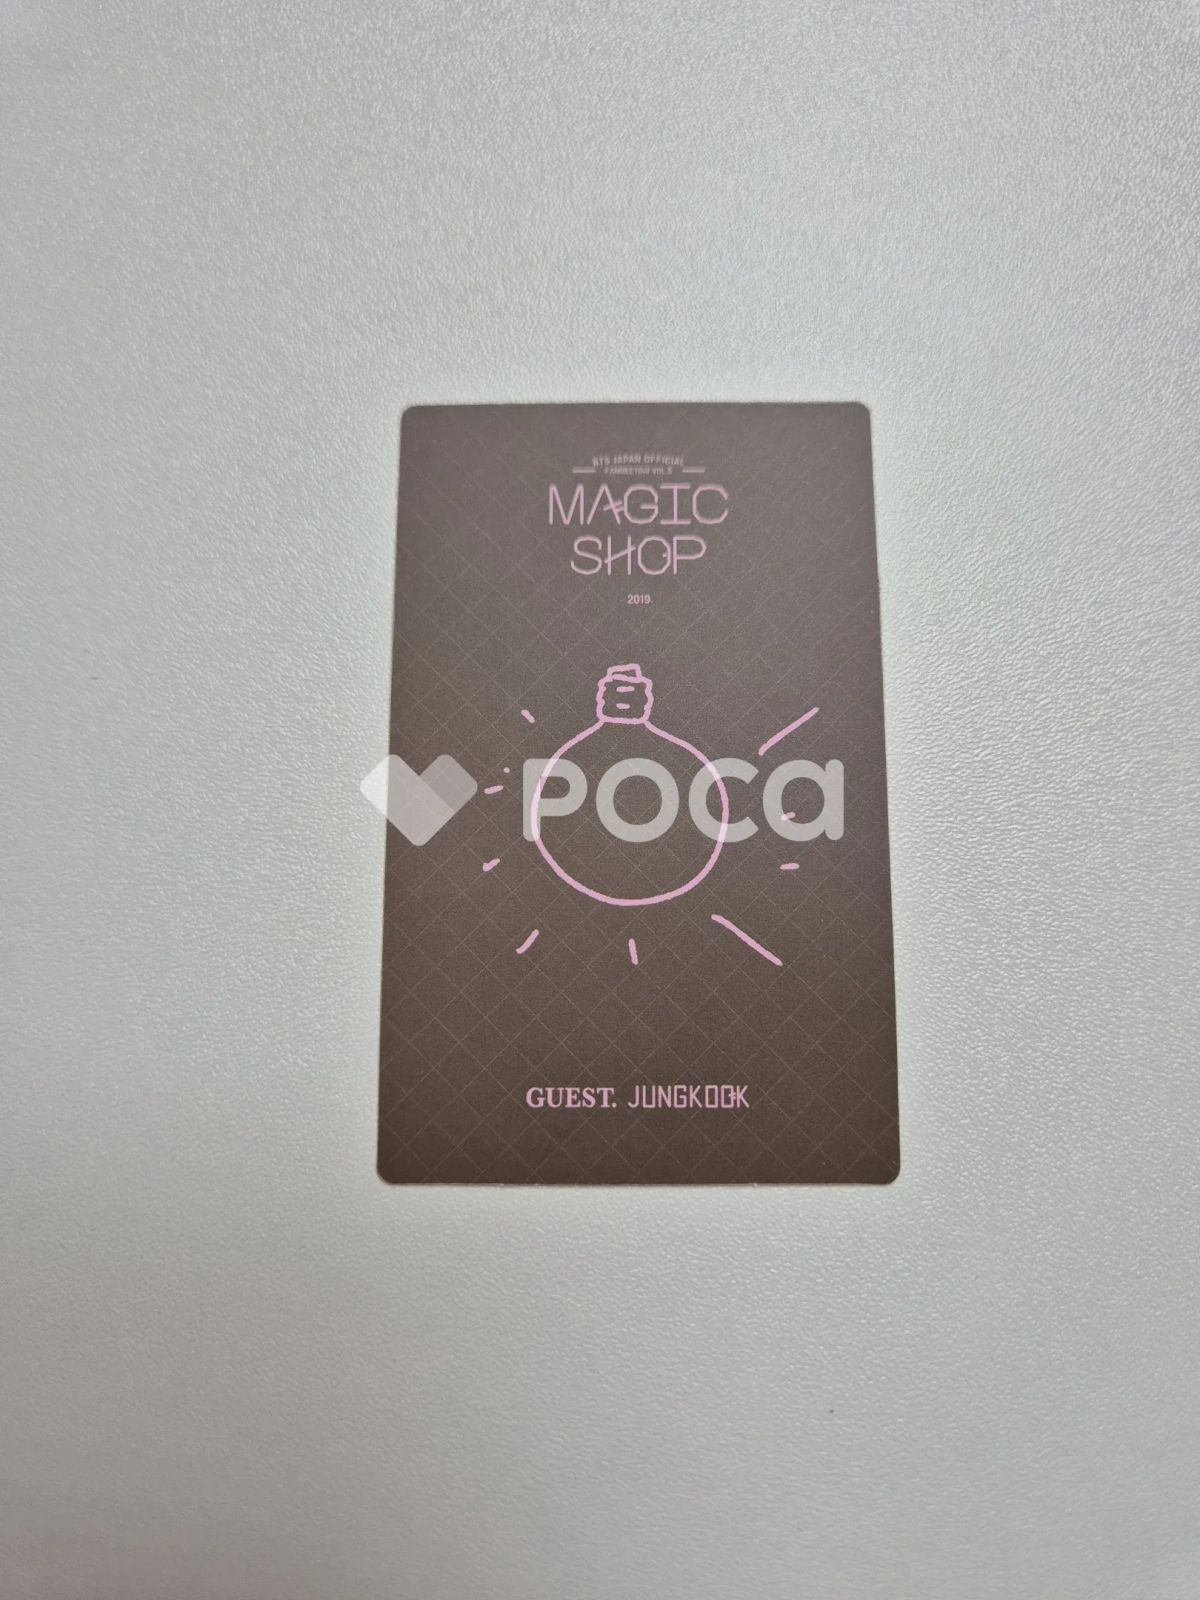 BTS JAPAN OFFICIAL
FANMEETING VOL.5
MAGIC
SHOP
2019
POCA
GUEST. JUNGKOOK